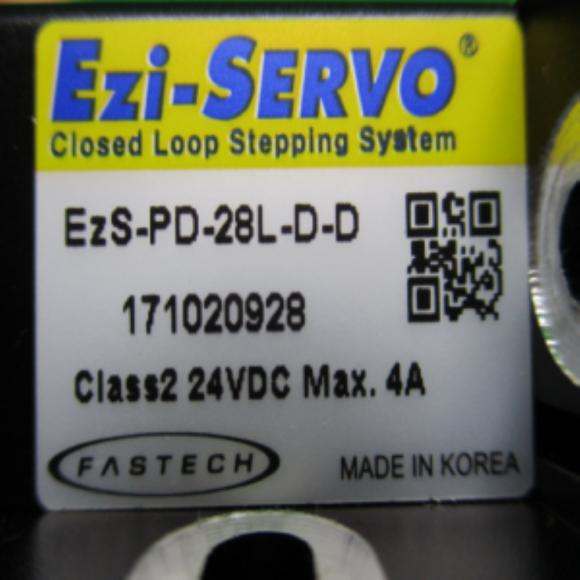 Ezi-SERVO®
Closed Loop Stepping System
EzS-PD-28L-D-D
171020928
Class2 24VDC Max. 4A
FASTECH
MADE IN KOREA